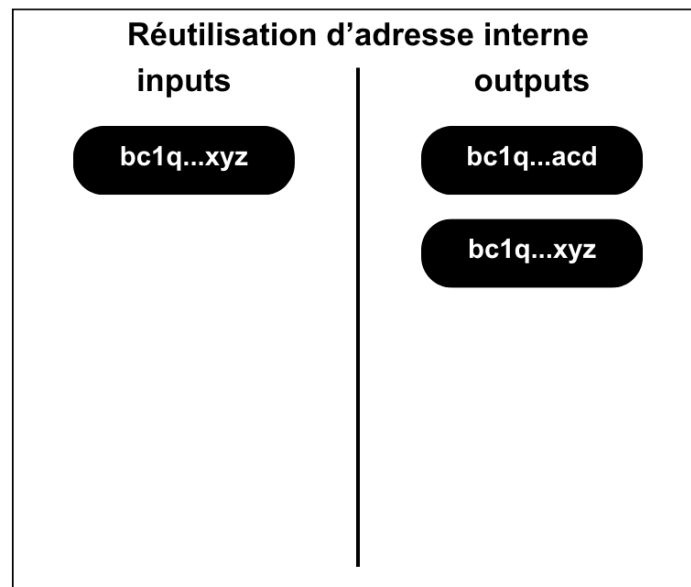 Réutilisation d’adresse interne
inputs
outputs
bc1q...xyz
bc1q...acd
bc1q...xyz